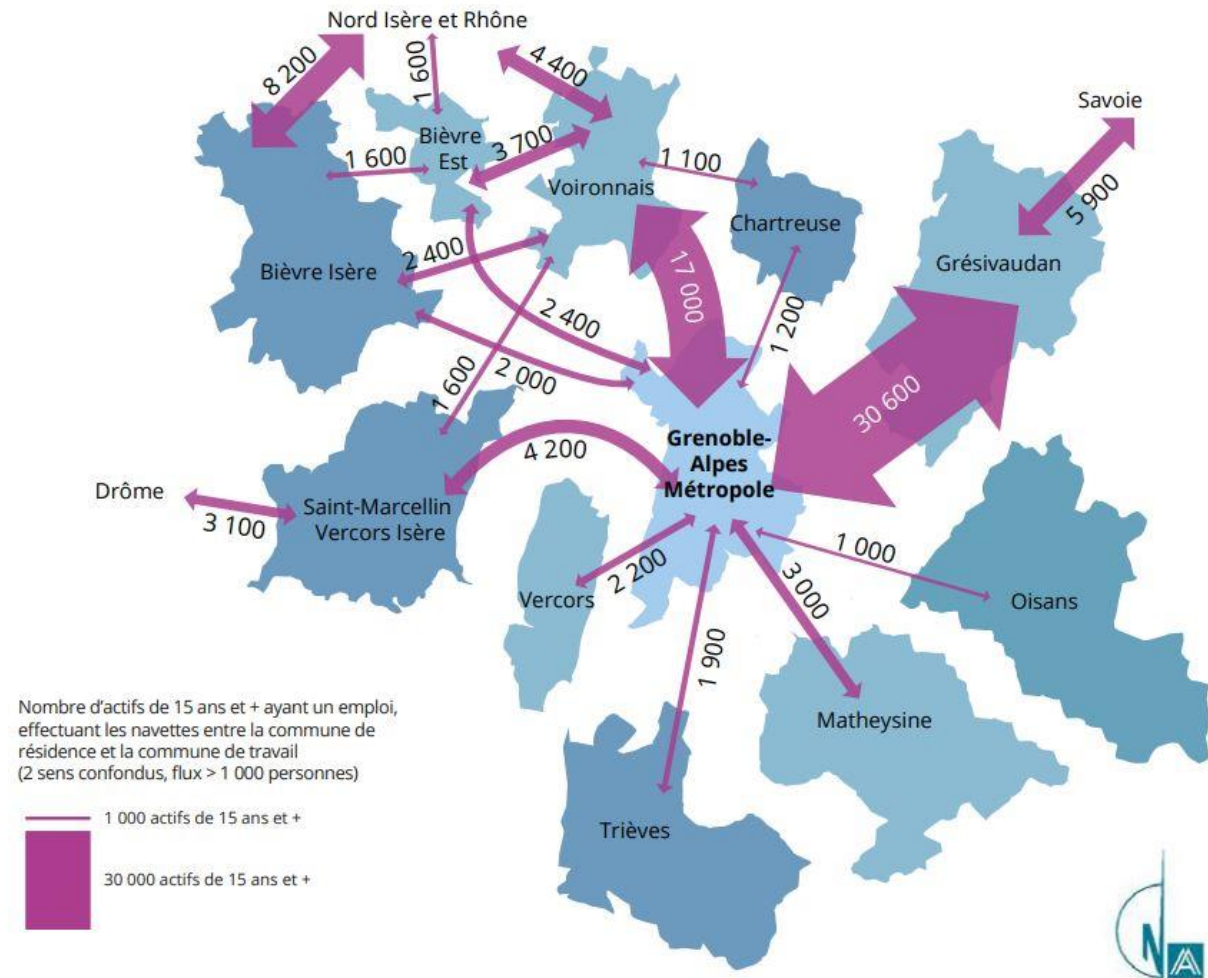 Nord Isère et Rhône
8 200
1 600
4 400
Savoie
5 900
Bièvre
Est
3 700
1 600
1 100
Voironnais
Chartreuse
Grésivaudan
Bièvre Isère
2 400
17 000
2 400
1 200
2 000
1 600
30 600
Grenoble-
Alpes
Métropole
4 200
Drôme
3 100
Saint-Marcellin
Vercors Isère
1 000
2 200
3 000
Vercors
Oisans
1 900
Matheysine
Trièves
Nombre d’actifs de 15 ans et + ayant un emploi,
effectuant les navettes entre la commune de
résidence et la commune de travail
(2 sens confondus, flux > 1 000 personnes)
1 000 actifs de 15 ans et +
30 000 actifs de 15 ans et +
N